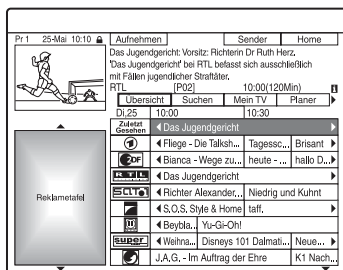 Pr 1 25-Mai 10:10
Aufnehmen Sender Home
Das Jugendgericht: Vorsitz: Richterin Dr Ruth Herz.
'Das Jugendgericht' bei RTL befasst sich ausschließlich
mit Fällen jugendlicher Straftäter.
RTL [P02] 10:00(120Min)
Übersicht Suchen Mein TV Planer
Di,25 10:00 10:30
Zuletzt Gesehen Das Jugendgericht
Fliege - Die Talksh... Tagessc... Brisant
ZDF Bianca - Wege zu... heute - ... hallo D...
RTL Das Jugendgericht
SAT.1 Richter Alexander,... Niedrig und Kuhnt
S.O.S. Style & Home taff.
Beybla... Yu-Gi-Oh!
super Weihna... Disneys 101 Dalmati... Neue...
J.A.G. - Im Auftrag der Ehre K1 Nach...
Reklametafel